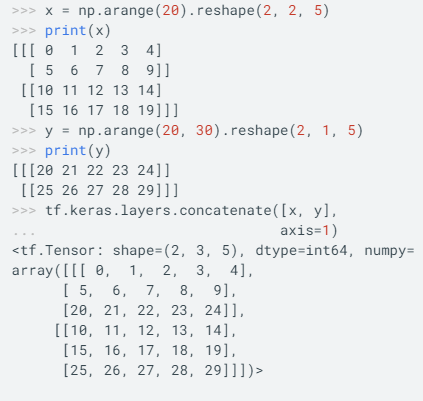 >>> x = np.arange(20).reshape(2, 2, 5)
>>> print(x)
[[[ 0  1  2  3  4]
  [ 5  6  7  8  9]]
 [[10 11 12 13 14]
  [15 16 17 18 19]]]
>>> y = np.arange(20, 30).reshape(2, 1, 5)
>>> print(y)
[[[20 21 22 23 24]]
 [[25 26 27 28 29]]]
>>> tf.keras.layers.concatenate([x, y],
...                             axis=1)
<tf.Tensor: shape=(2, 3, 5), dtype=int64, numpy=
array([[[ 0,  1,  2,  3,  4],
      [ 5,  6,  7,  8,  9],
      [20, 21, 22, 23, 24]],
     [[10, 11, 12, 13, 14],
      [15, 16, 17, 18, 19],
      [25, 26, 27, 28, 29]]])>